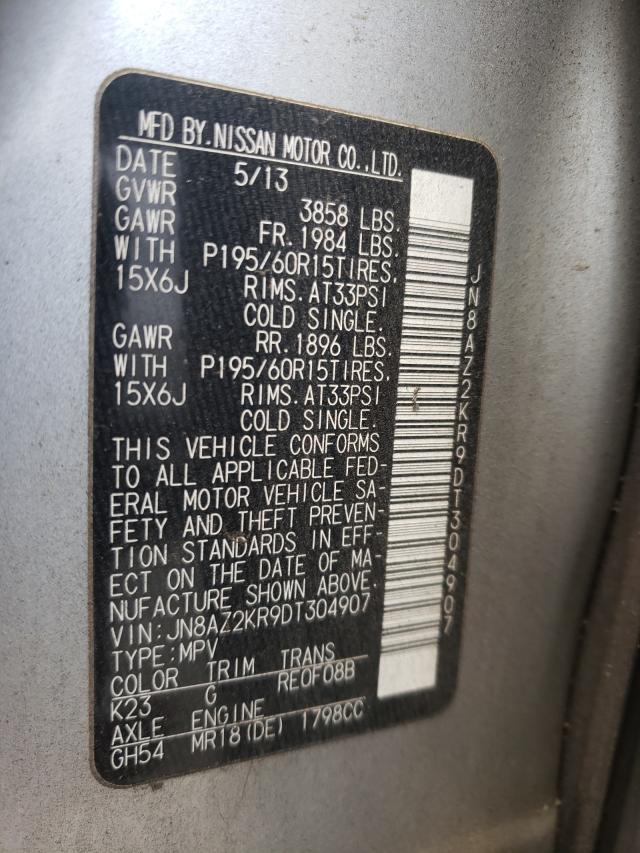 MFD BY.NISSAN MOTOR CO.,LTD.
DATE 5/13
GVWR 3858 LBS.
GAWR FR.1984 LBS.
WITH P195/60R15TIRES,
15X6J RIMS.AT33PSI
COLD SINGLE.
GAWR RR.1896 LBS.
WITH P195/60R15TIRES,
15X6J RIMS.AT33PSI
COLD SINGLE.
THIS VEHICLE CONFORMS
TO ALL APPLICABLE FED-
ERAL MOTOR VEHICLE SA-
FETY AND THEFT PREVEN-
TION STANDARDS IN EFF-
ECT ON THE DATE OF MA-
NUFACTURE SHOWN ABOVE.
VIN:JN8AZ2KR9DT304907
TYPE:MPV
COLOR TRIM TRANS
K23 G RE0F08B
AXLE ENGINE
GH54 MR18(DE) 1798CC
JN8AZ2KR9DT304907